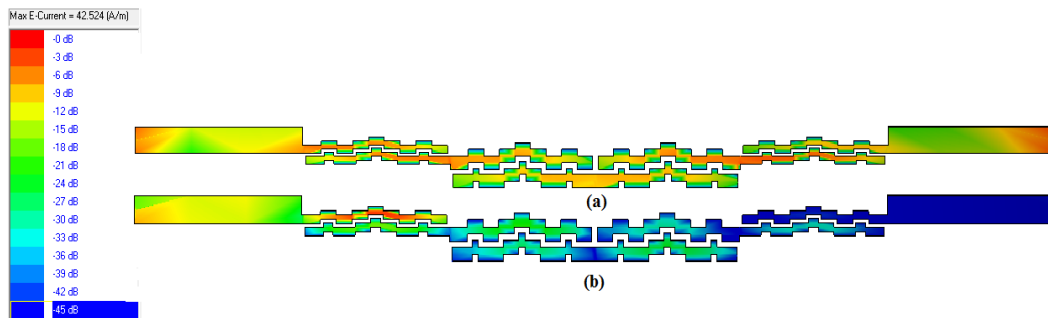 Max E-Current = 42.524 (A/m)
-0 dB
-3 dB
-6 dB
-9 dB
-12 dB
-15 dB
-18 dB
-21 dB
-24 dB
-27 dB
-30 dB
-33 dB
-36 dB
-39 dB
-42 dB
-45 dB
(a)
(b)